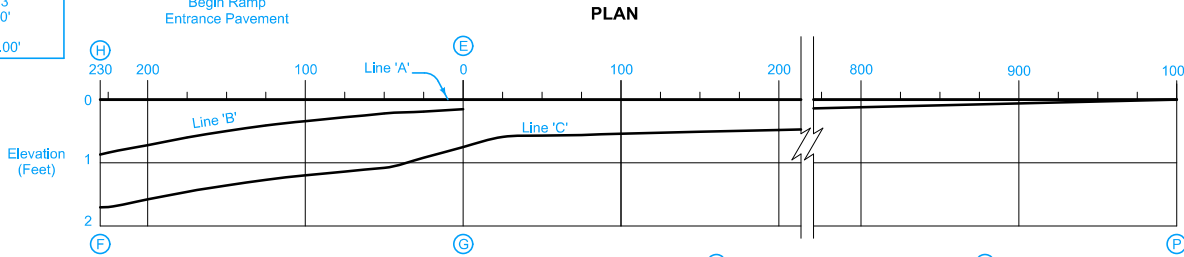 3
0'
.00'
Begin Ramp
Entrance Pavement
PLAN
H
E
230 200 100 0 100 200 800 900 100
Line 'A'
0
Line 'B'
Line 'C'
Elevation
(Feet)
1
2
F
G
P